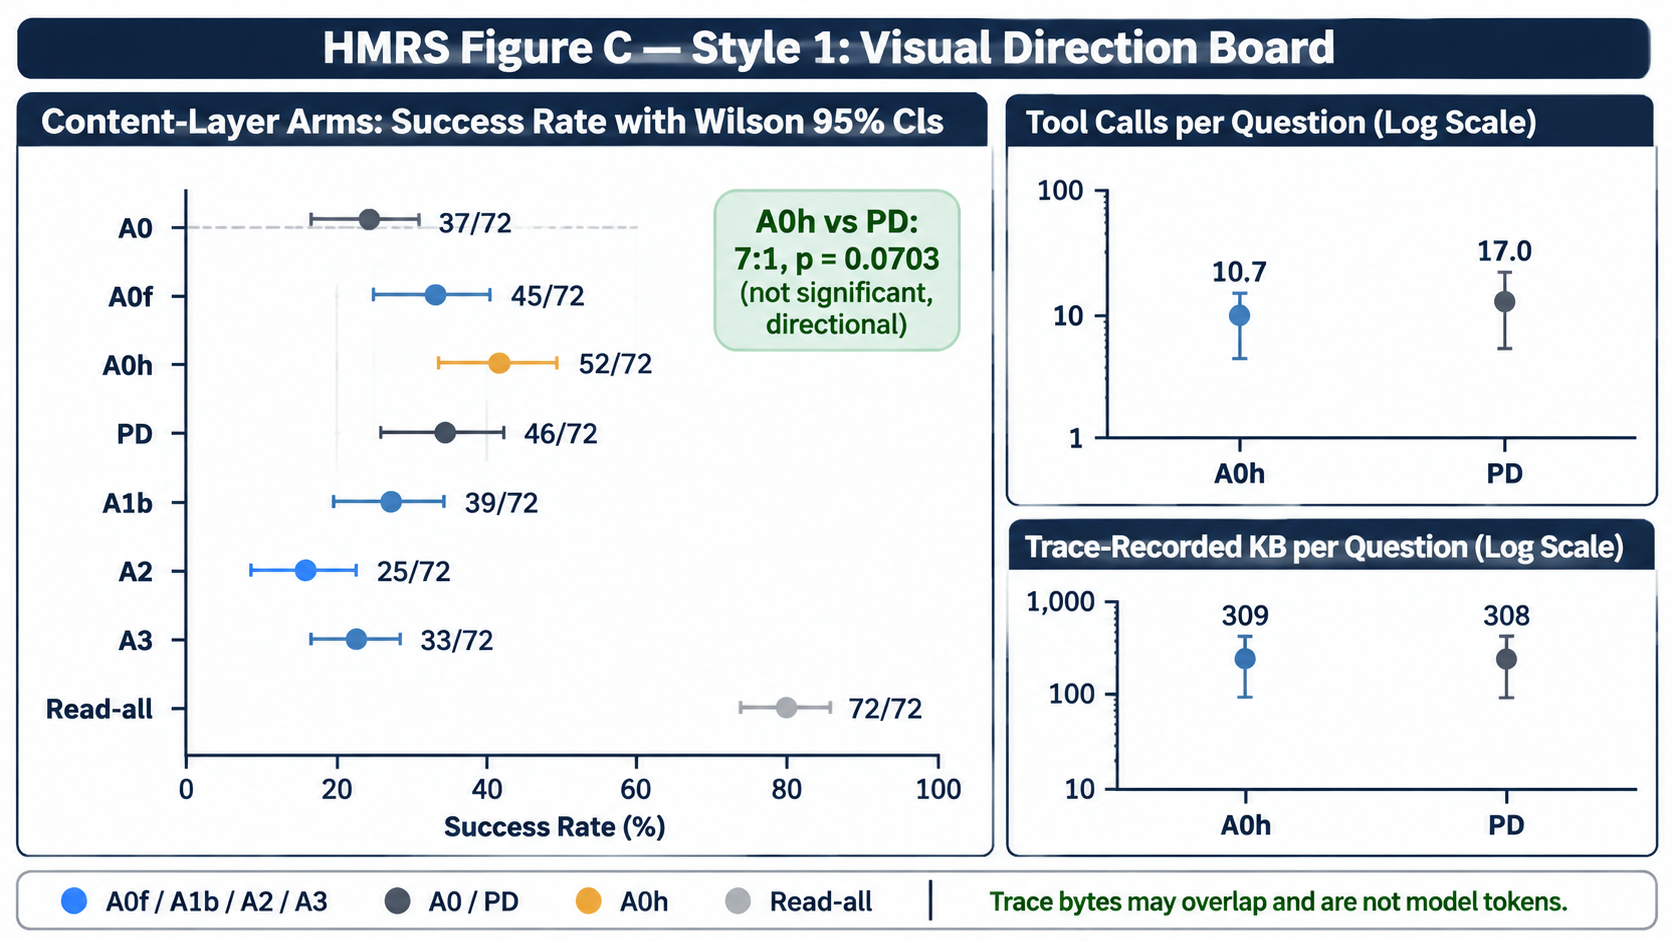 HMRS Figure C — Style 1: Visual Direction Board
Content-Layer Arms: Success Rate with Wilson 95% CIs
A0
37/72
A0f
45/72
A0h
52/72
PD
46/72
A1b
39/72
A2
25/72
A3
33/72
Read-all
72/72
A0h vs PD:
7:1, p = 0.0703
(not significant,
directional)
0 20 40 60 80 100
Success Rate (%)
Tool Calls per Question (Log Scale)
100
10
1
10.7
17.0
A0h PD
Trace-Recorded KB per Question (Log Scale)
1,000
100
10
309
308
A0h PD
A0f / A1b / A2 / A3 A0 / PD A0h Read-all
Trace bytes may overlap and are not model tokens.